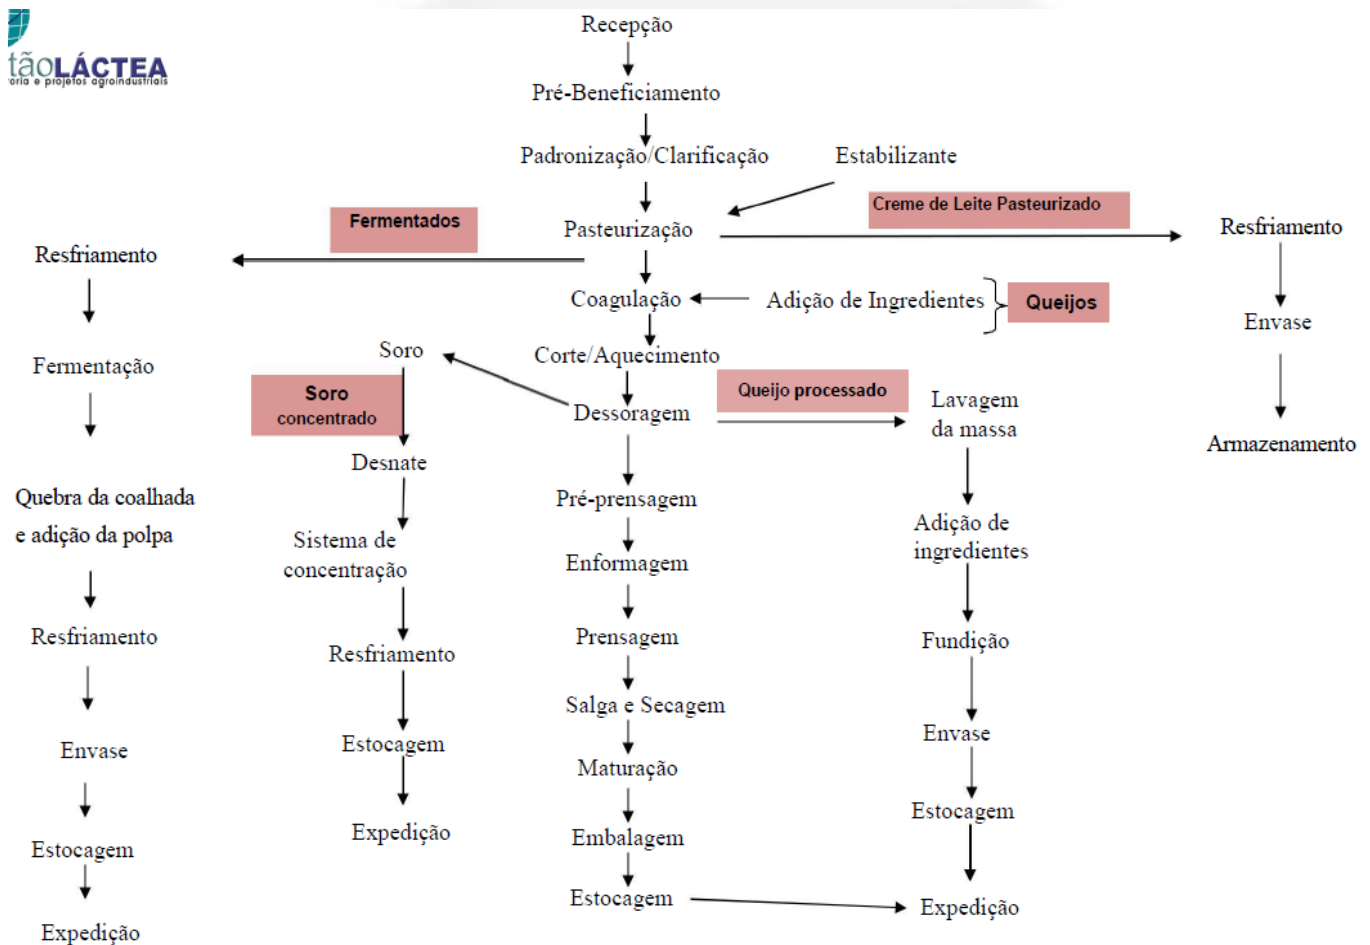 tãoLÁCTEA
oria e projetos agroindustriais
Recepção
Pré-Beneficiamento
Padronização/Clarificação
Estabilizante
Creme de Leite Pasteurizado
Fermentados
Pasteurização
Resfriamento
Resfriamento
Coagulação
Adição de Ingredientes
Queijos
Envase
Soro
Corte/Aquecimento
Fermentação
Soro
concentrado
Queijo processado
Dessoragem
Lavagem
da massa
Armazenamento
Desnate
Quebra da coalhada
e adição da polpa
Pré-prensagem
Adição de
ingredientes
Sistema de
concentração
Enformagem
Resfriamento
Resfriamento
Prensagem
Fundição
Salga e Secagem
Envase
Estocagem
Envase
Maturação
Estocagem
Expedição
Embalagem
Estocagem
Estocagem
Expedição
Expedição